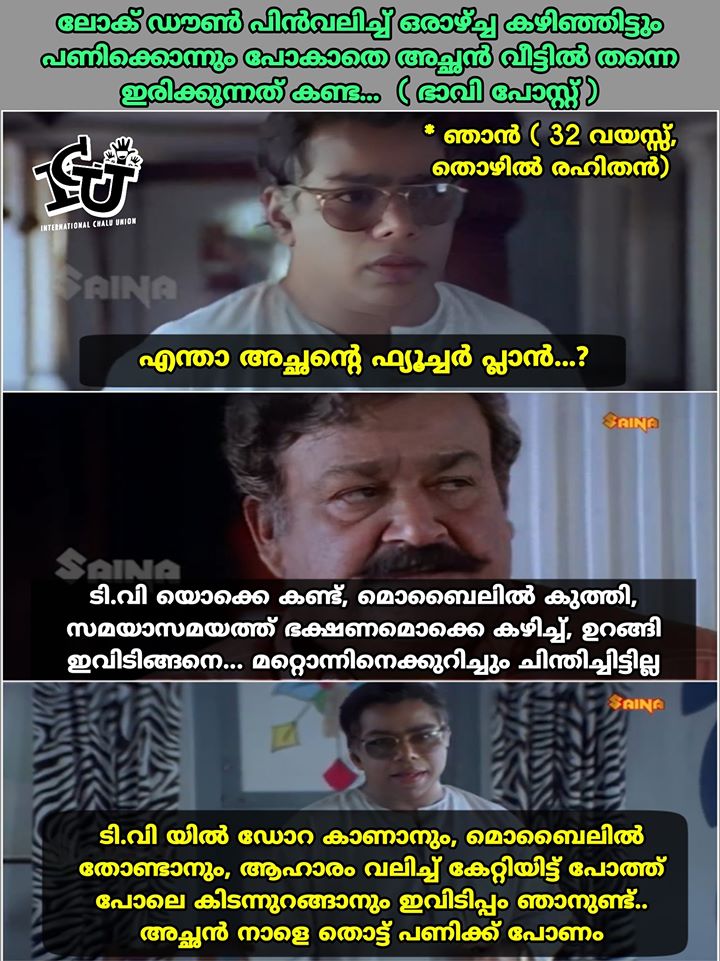 ലോക് ഡൗൺ പിൻവലിച്ച് ഒരാഴ്ച്ച കഴിഞ്ഞിട്ടും
പണിക്കൊന്നും പോകാതെ അച്ഛൻ വീട്ടിൽ തന്നെ
ഇരിക്കുന്നത് കണ്ട... ( ഭാവി പോസ്റ്റ് )
* ഞാൻ ( 32 വയസ്സ്,
തൊഴിൽ രഹിതൻ)
ICU
INTERNATIONAL CHALU UNION
SAINA
എന്താ അച്ഛന്റെ ഫ്യൂച്ചർ പ്ലാൻ...?
SAINA
SAINA
ടി.വി യൊക്കെ കണ്ട്, മൊബൈലിൽ കുത്തി,
സമയാസമയത്ത് ഭക്ഷണമൊക്കെ കഴിച്ച്, ഉറങ്ങി
ഇവിടിങ്ങനെ... മറ്റൊന്നിനെക്കുറിച്ചും ചിന്തിച്ചിട്ടില്ല
SAINA
ടി.വി യിൽ ഡോറ കാണാനും, മൊബൈലിൽ
തോണ്ടാനും, ആഹാരം വലിച്ച് കേറ്റിയിട്ട് പോത്ത്
പോലെ കിടന്നുറങ്ങാനും ഇവിടിപ്പം ഞാനുണ്ട്..
അച്ഛൻ നാളെ തൊട്ട് പണിക്ക് പോണം